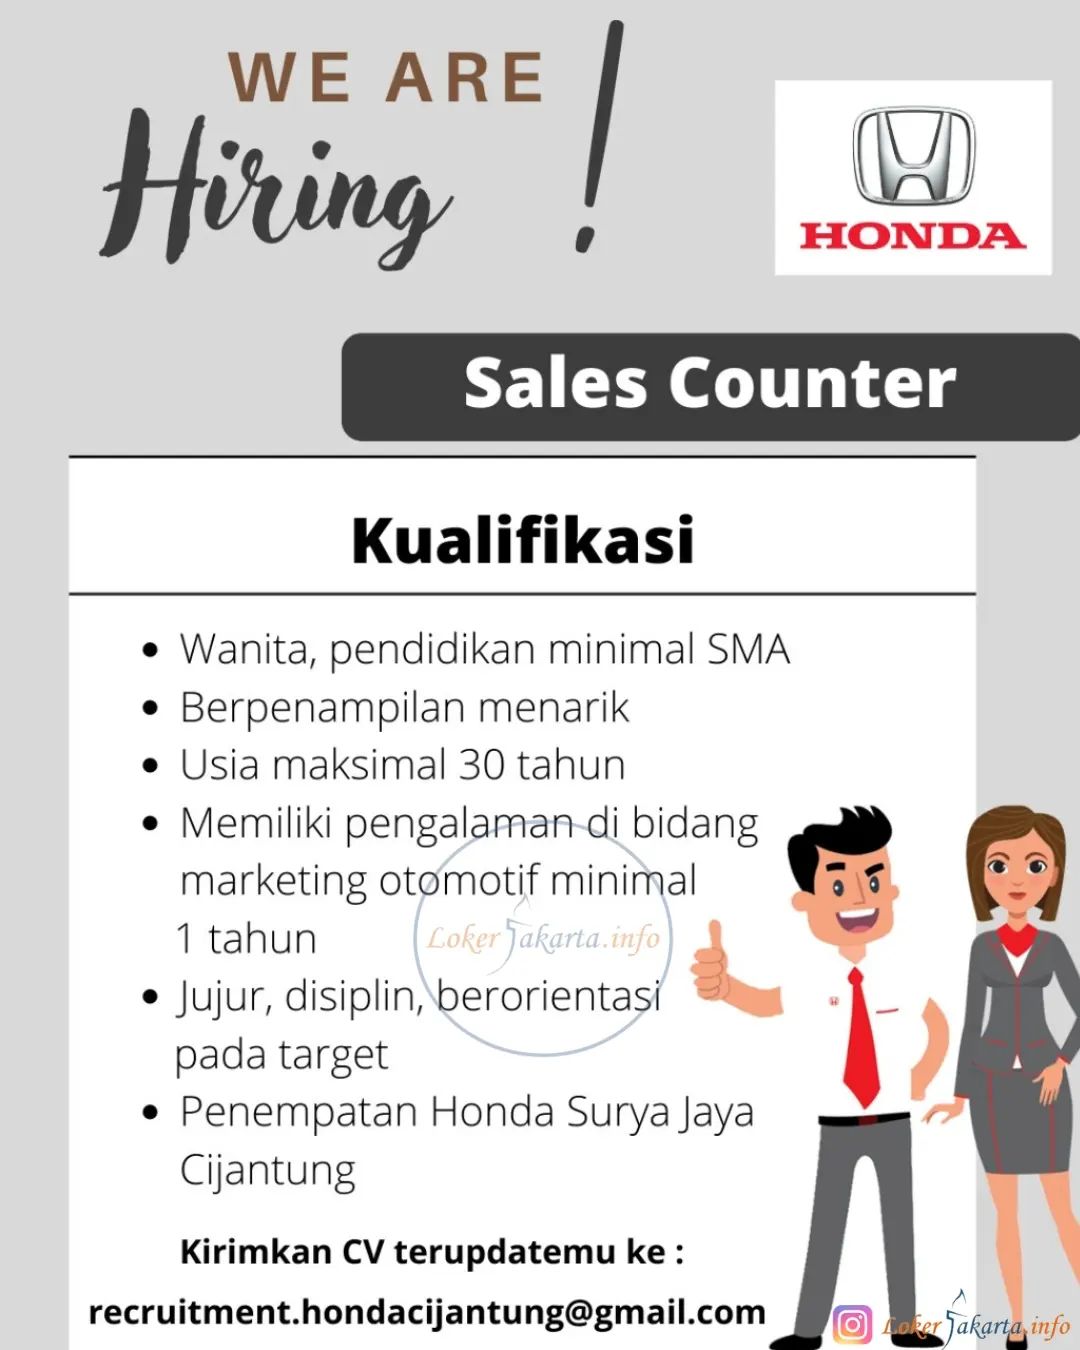 WE ARE
Hiring !
HONDA
Sales Counter
Kualifikasi
• Wanita, pendidikan minimal SMA
• Berpenampilan menarik
• Usia maksimal 30 tahun
• Memiliki pengalaman di bidang
marketing otomotif minimal
1 tahun
Loker Jakarta.info
• Jujur, disiplin, berorientasi
pada target
• Penempatan Honda Surya Jaya
Cijantung
Kirimkan CV terupdatemu ke :
recruitment.hondacijantung@gmail.com
Loker Jakarta.info